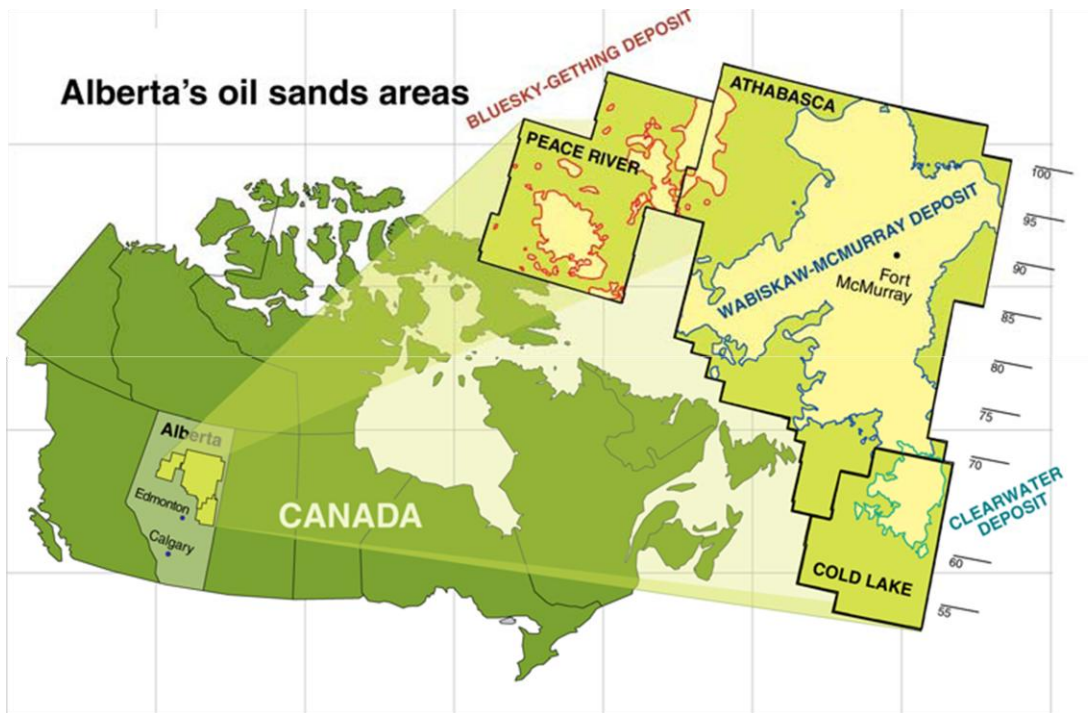 Alberta's oil sands areas
BLUESKY-GETHING DEPOSIT
ATHABASCA
PEACE RIVER
WABISKAW-MCMURRAY DEPOSIT
Fort
McMurray
100
95
90
85
80
75
70
60
55
Alberta
Edmonton
Calgary
CANADA
CLEARWATER
DEPOSIT
COLD LAKE